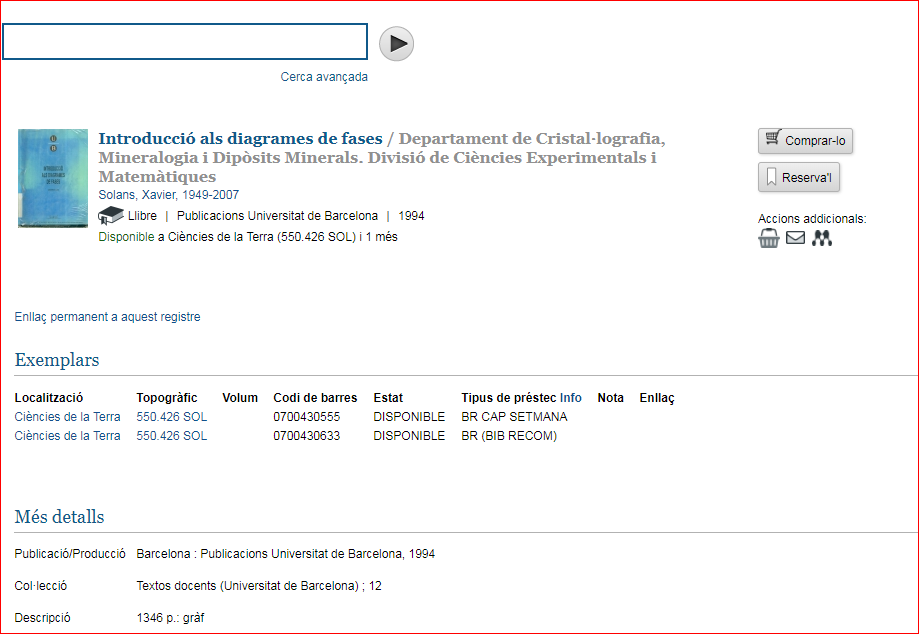 Cerca avançada
Introducció als diagrames de fases / Departament de Cristal·lografia,
Mineralogia i Dipòsits Minerals. Divisió de Ciències Experimentals i
Matemàtiques
Solans, Xavier, 1949-2007
Llibre | Publicacions Universitat de Barcelona | 1994
Disponible a Ciències de la Terra (550.426 SOL) i 1 més
Comprar-lo
Reserva'l
Accions addicionals:
Enllaç permanent a aquest registre
Exemplars
Localització Topogràfic Volum Codi de barres Estat Tipus de préstec Info Nota Enllaç
Ciències de la Terra 550.426 SOL 0700430555 DISPONIBLE BR CAP SETMANA
Ciències de la Terra 550.426 SOL 0700430633 DISPONIBLE BR (BIB RECOM)
Més detalls
Publicació/Producció Barcelona : Publicacions Universitat de Barcelona, 1994
Col·lecció Textos docents (Universitat de Barcelona) ; 12
Descripció 1346 p.: gràf